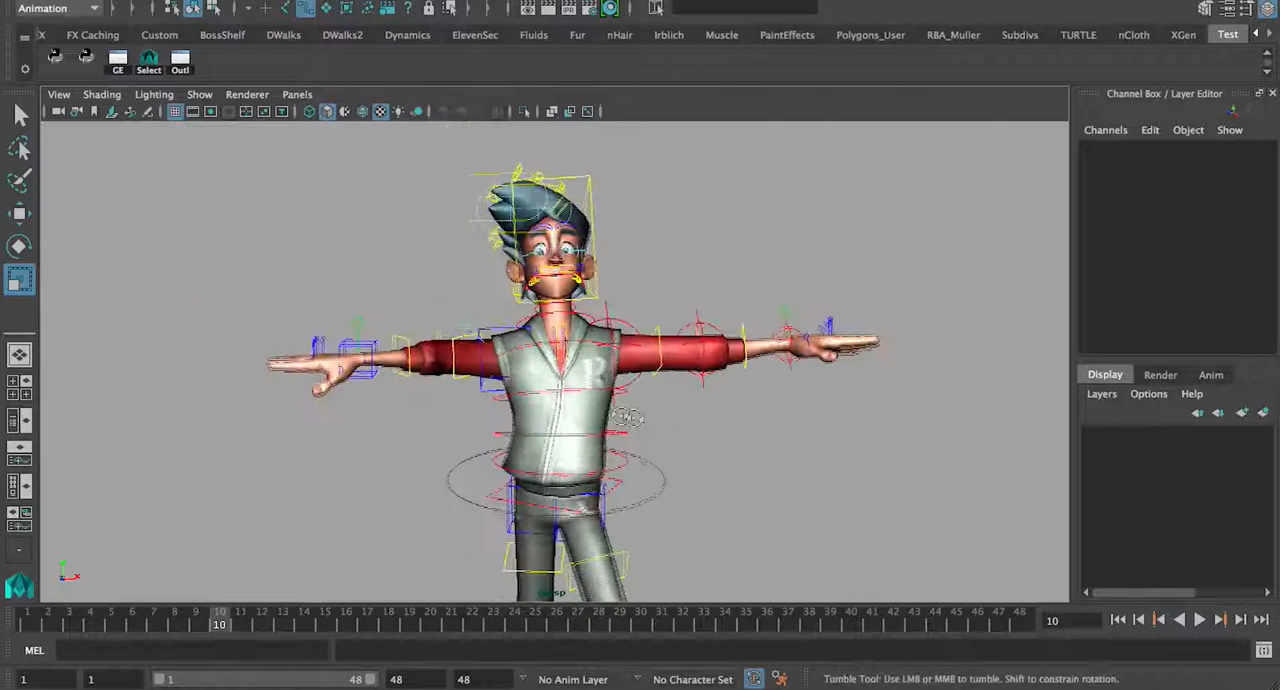 Animation
IPR
FX Caching Custom BossShelf DWalks DWalks2 Dynamics ElevenSec Fluids Fur nHair Irblich Muscle PaintEffects Polygons_User RBA_Muller Subdivs TURTLE nCloth XGen Test
GE Select Outl
View Shading Lighting Show Renderer Panels
Channel Box / Layer Editor
Channels Edit Object Show
R
Display Render Anim
Layers Options Help
persp
1 2 3 4 5 6 7 8 9 10 11 12 13 14 15 16 17 18 19 20 21 22 23 24 25 26 27 28 29 30 31 32 33 34 35 36 37 38 39 40 41 42 43 44 45 46 47 48
10
10
MEL
1 1 1 48 48 48 No Anim Layer No Character Set Tumble Tool: Use LMB or MMB to tumble. Shift to constrain rotation.